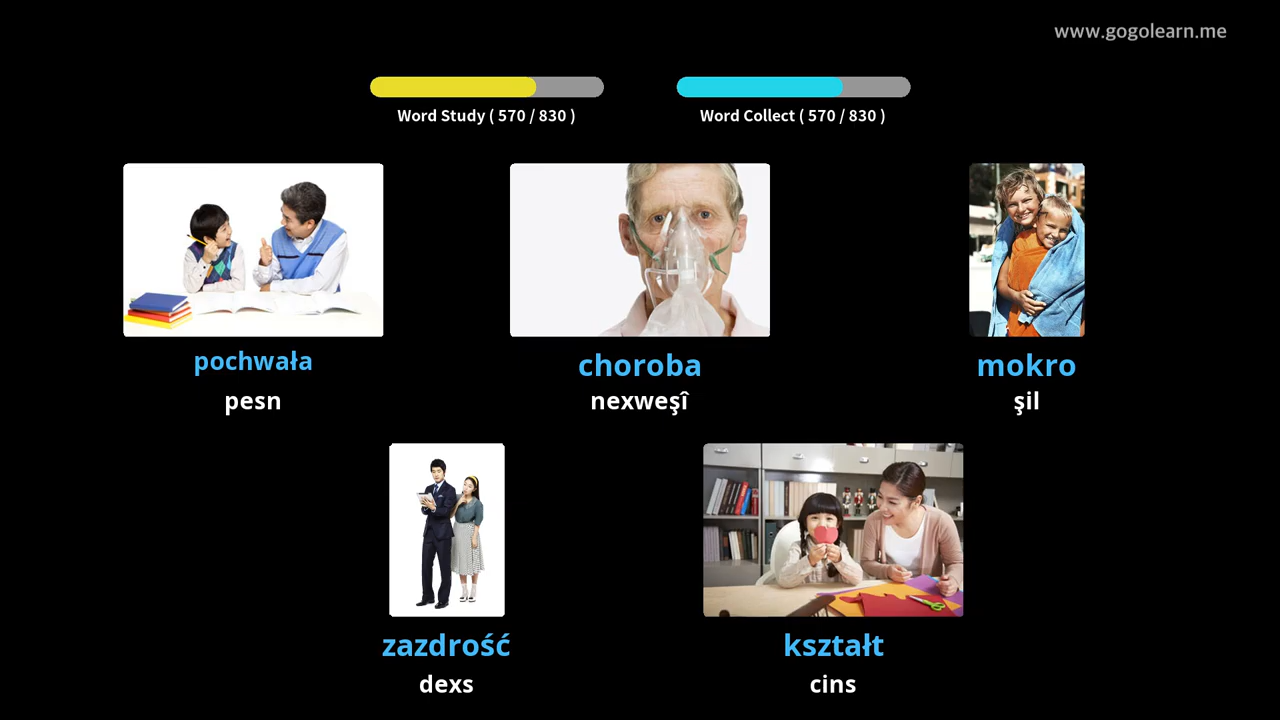 www.gogolearn.me
Word Study ( 570 / 830 )
Word Collect ( 570 / 830 )
pochwała
pesn
choroba
nexweşî
mokro
şil
zazdrość
dexs
kształt
cins